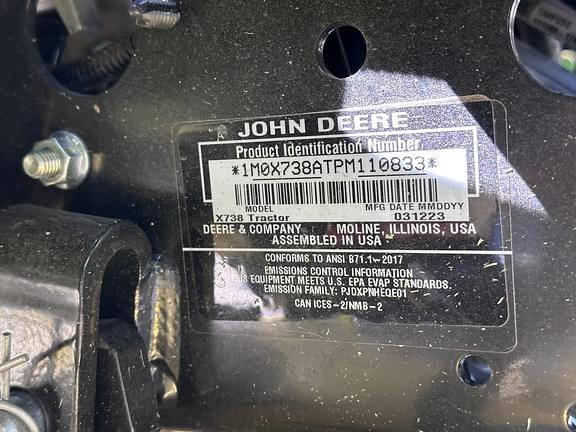 JOHN DEERE
Product Identification Number
*1M0X738ATPM110833*
MODEL MFG DATE MMDDYY
X738 Tractor 031223
DEERE & COMPANY MOLINE, ILLINOIS, USA
ASSEMBLED IN USA
CONFORMS TO ANSI B71.1-2017
EMISSIONS CONTROL INFORMATION
THIS EQUIPMENT MEETS U.S. EPA EVAP STANDARDS.
EMISSION FAMILY: PJDXPNHEQE01
CAN ICES-2/NMB-2